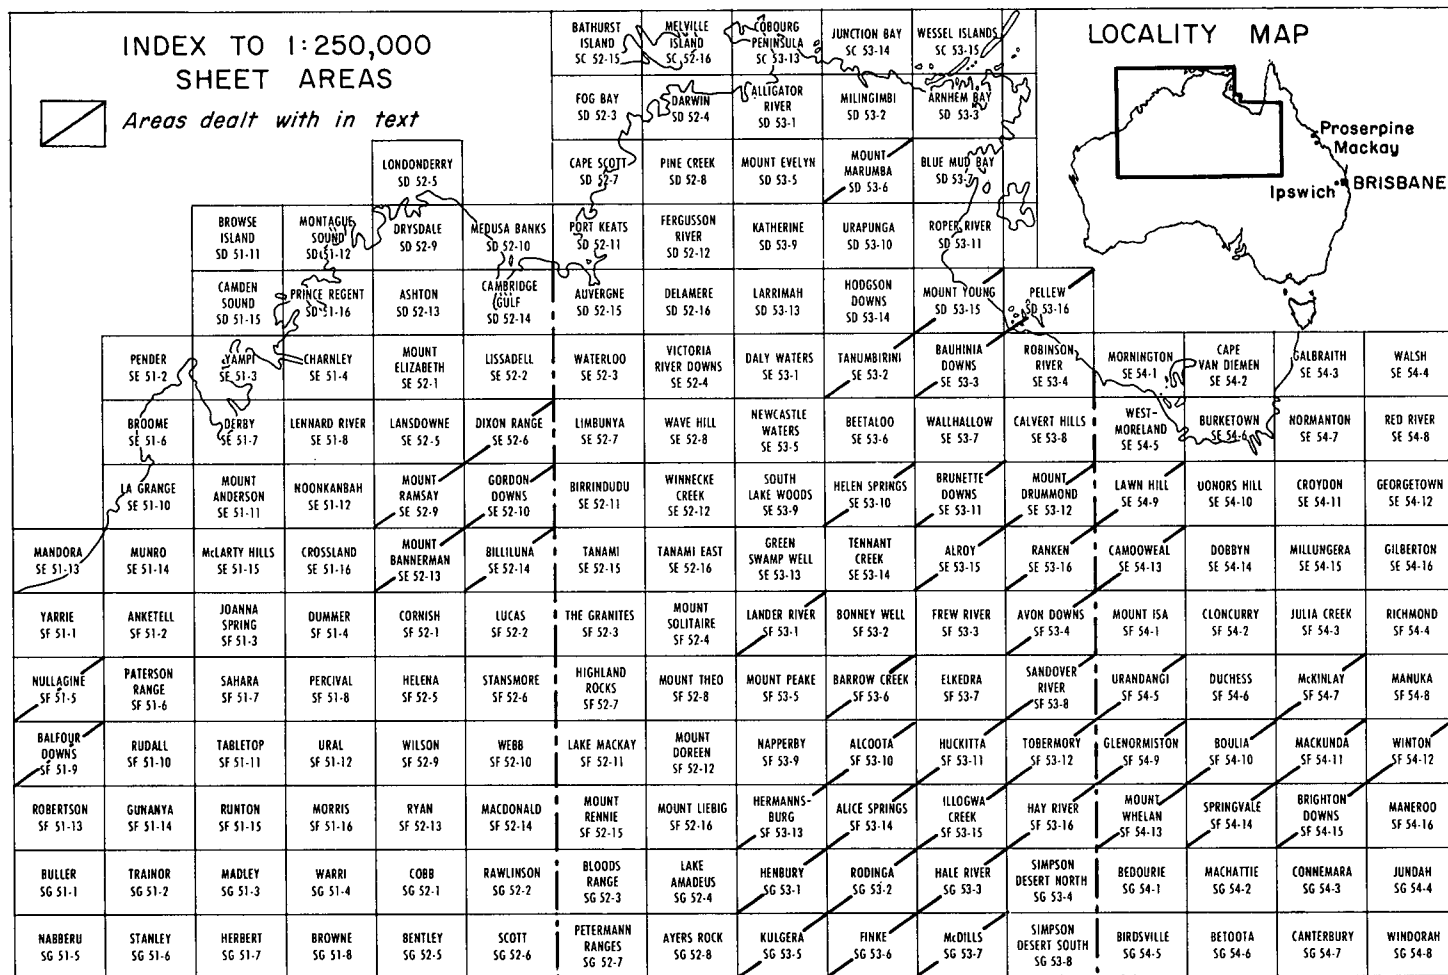 INDEX TO 1:250,000
SHEET AREAS
Areas dealt with in text
LOCALITY MAP
Proserpine
Mackay
Ipswich
BRISBANE
BATHURST
ISLAND
SC 52-15
MELVILLE
ISLAND
SC 52-16
COBOURG
PENINSULA
SC 53-13
JUNCTION BAY
SC 53-14
WESSEL ISLANDS
SC 53-15
FOG BAY
SD 52-3
DARWIN
SD 52-4
ALLIGATOR
RIVER
SD 53-1
MILINGIMBI
SD 53-2
ARNHEM BAY
SD 53-3
LONDONDERRY
SD 52-5
CAPE SCOTT
SD 52-7
PINE CREEK
SD 52-8
MOUNT EVELYN
SD 53-5
MOUNT
MARUMBA
SD 53-6
BLUE MUD BAY
SD 53-7
BROWSE
ISLAND
SD 51-11
MONTAGUE
SOUND
SD 51-12
DRYSDALE
SD 52-9
MEDUSA BANKS
SD 52-10
PORT KEATS
SD 52-11
FERGUSSON
RIVER
SD 52-12
KATHERINE
SD 53-9
URAPUNGA
SD 53-10
ROPER RIVER
SD 53-11
CAMDEN
SOUND
SD 51-15
PRINCE REGENT
SD 51-16
ASHTON
SD 52-13
CAMBRIDGE
GULF
SD 52-14
AUVERGNE
SD 52-15
DELAMERE
SD 52-16
LARRIMAH
SD 53-13
HODGSON
DOWNS
SD 53-14
MOUNT YOUNG
SD 53-15
PELLEW
SD 53-16
PENDER
SE 51-2
YAMPI
SE 51-3
CHARNLEY
SE 51-4
MOUNT
ELIZABETH
SE 52-1
LISSADELL
SE 52-2
WATERLOO
SE 52-3
VICTORIA
RIVER DOWNS
SE 52-4
DALY WATERS
SE 53-1
TANUMBIRINI
SE 53-2
BAUHINIA
DOWNS
SE 53-3
ROBINSON
RIVER
SE 53-4
MORNINGTON
SE 54-1
CAPE
VAN DIEMEN
SE 54-2
GALBRAITH
SE 54-3
WALSH
SE 54-4
BROOME
SE 51-6
DERBY
SE 51-7
LENNARD RIVER
SE 51-8
LANSDOWNE
SE 52-5
DIXON RANGE
SE 52-6
LIMBUNYA
SE 52-7
WAVE HILL
SE 52-8
NEWCASTLE
WATERS
SE 53-5
BEETALOO
SE 53-6
WALLHALLOW
SE 53-7
CALVERT HILLS
SE 53-8
WEST-
MORELAND
SE 54-5
BURKETOWN
SE 54-6
NORMANTON
SE 54-7
RED RIVER
SE 54-8
LA GRANGE
SE 51-10
MOUNT
ANDERSON
SE 51-11
NOONKANBAH
SE 51-12
MOUNT
RAMSAY
SE 52-9
GORDON
DOWNS
SE 52-10
BIRRINDUDU
SE 52-11
WINNECKE
CREEK
SE 52-12
SOUTH
LAKE WOODS
SE 53-9
HELEN SPRINGS
SE 53-10
BRUNETTE
DOWNS
SE 53-11
MOUNT
DRUMMOND
SE 53-12
LAWN HILL
SE 54-9
DONORS HILL
SE 54-10
CROYDON
SE 54-11
GEORGETOWN
SE 54-12
MANDORA
SE 51-13
MUNRO
SE 51-14
McLARTY HILLS
SE 51-15
CROSSLAND
SE 51-16
MOUNT
BANNERMAN
SE 52-13
BILLILUNA
SE 52-14
TANAMI
SE 52-15
TANAMI EAST
SE 52-16
GREEN
SWAMP WELL
SE 53-13
TENNANT
CREEK
SE 53-14
ALROY
SE 53-15
RANKEN
SE 53-16
CAMOOWEAL
SE 54-13
DOBBYN
SE 54-14
MILLUNGERA
SE 54-15
GILBERTON
SE 54-16
YARRIE
SF 51-1
ANKETELL
SF 51-2
JOANNA
SPRING
SF 51-3
DUMMER
SF 51-4
CORNISH
SF 52-1
LUCAS
SF 52-2
THE GRANITES
SF 52-3
MOUNT
SOLITAIRE
SF 52-4
LANDER RIVER
SF 53-1
BONNEY WELL
SF 53-2
FREW RIVER
SF 53-3
AVON DOWNS
SF 53-4
MOUNT ISA
SF 54-1
CLONCURRY
SF 54-2
JULIA CREEK
SF 54-3
RICHMOND
SF 54-4
NULLAGINE
SF 51-5
PATERSON
RANGE
SF 51-6
SAHARA
SF 51-7
PERCIVAL
SF 51-8
HELENA
SF 52-5
STANSMORE
SF 52-6
HIGHLAND
ROCKS
SF 52-7
MOUNT THEO
SF 52-8
MOUNT PEAKE
SF 53-5
BARROW CREEK
SF 53-6
ELKEDRA
SF 53-7
SANDOVER
RIVER
SF 53-8
URANDANGI
SF 54-5
DUCHESS
SF 54-6
McKINLAY
SF 54-7
MANUKA
SF 54-8
BALFOUR
DOWNS
SF 51-9
RUDALL
SF 51-10
TABLETOP
SF 51-11
URAL
SF 51-12
WILSON
SF 52-9
WEBB
SF 52-10
LAKE MACKAY
SF 52-11
MOUNT
DOREEN
SF 52-12
NAPPERBY
SF 53-9
ALCOOTA
SF 53-10
HUCKITTA
SF 53-11
TOBERMORY
SF 53-12
GLENORMISTON
SF 54-9
BOULIA
SF 54-10
MACKUNDA
SF 54-11
WINTON
SF 54-12
ROBERTSON
SF 51-13
GUNANYA
SF 51-14
RUNTON
SF 51-15
MORRIS
SF 51-16
RYAN
SF 52-13
MACDONALD
SF 52-14
MOUNT
RENNIE
SF 52-15
MOUNT LIEBIG
SF 52-16
HERMANNS-
BURG
SF 53-13
ALICE SPRINGS
SF 53-14
ILLOGWA
CREEK
SF 53-15
HAY RIVER
SF 53-16
MOUNT
WHELAN
SF 54-13
SPRINGVALE
SF 54-14
BRIGHTON
DOWNS
SF 54-15
MANEROO
SF 54-16
BULLER
SG 51-1
TRAINOR
SG 51-2
MADLEY
SG 51-3
WARRI
SG 51-4
COBB
SG 52-1
RAWLINSON
SG 52-2
BLOODS
RANGE
SG 52-3
LAKE
AMADEUS
SG 52-4
HENBURY
SG 53-1
RODINGA
SG 53-2
HALE RIVER
SG 53-3
SIMPSON
DESERT NORTH
SG 53-4
BEDOURIE
SG 54-1
MACHATTIE
SG 54-2
CONNEMARA
SG 54-3
JUNDAH
SG 54-4
NABBERU
SG 51-5
STANLEY
SG 51-6
HERBERT
SG 51-7
BROWNE
SG 51-8
BENTLEY
SG 52-5
SCOTT
SG 52-6
PETERMANN
RANGES
SG 52-7
AYERS ROCK
SG 52-8
KULGERA
SG 53-5
FINKE
SG 53-6
McDILLS
SG 53-7
SIMPSON
DESERT SOUTH
SG 53-8
BIRDSVILLE
SG 54-5
BETOOTA
SG 54-6
CANTERBURY
SG 54-7
WINDORAH
SG 54-8